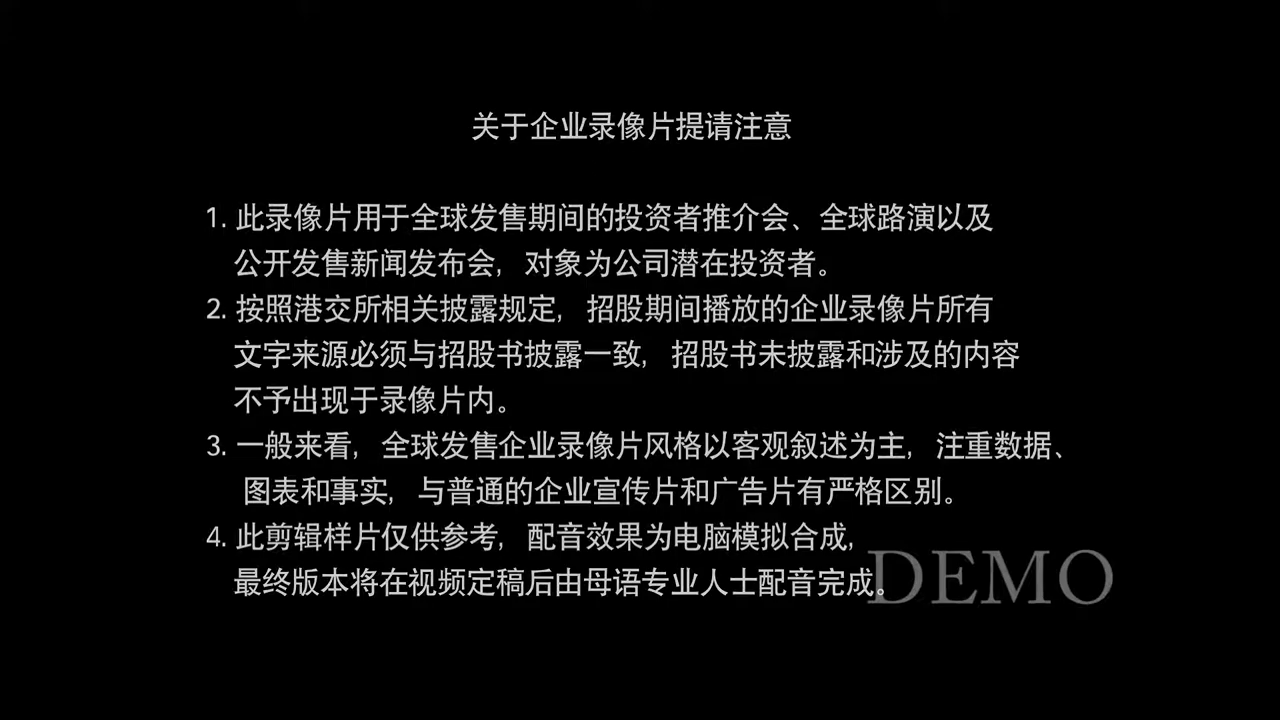 关于企业录像片提请注意
1. 此录像片用于全球发售期间的投资者推介会、全球路演以及
公开发售新闻发布会，对象为公司潜在投资者。
2. 按照港交所相关披露规定，招股期间播放的企业录像片所有
文字来源必须与招股书披露一致，招股书未披露和涉及的内容
不予出现于录像片内。
3. 一般来看，全球发售企业录像片风格以客观叙述为主，注重数据、
图表和事实，与普通的企业宣传片和广告片有严格区别。
4. 此剪辑样片仅供参考，配音效果为电脑模拟合成，
最终版本将在视频定稿后由母语专业人士配音完成。
DEMO